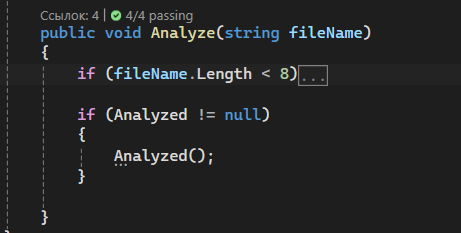 Ссылок: 4 | 4/4 passing
public void Analyze(string fileName)
{
if (fileName.Length < 8)...
if (Analyzed != null)
{
Analyzed();
}
}